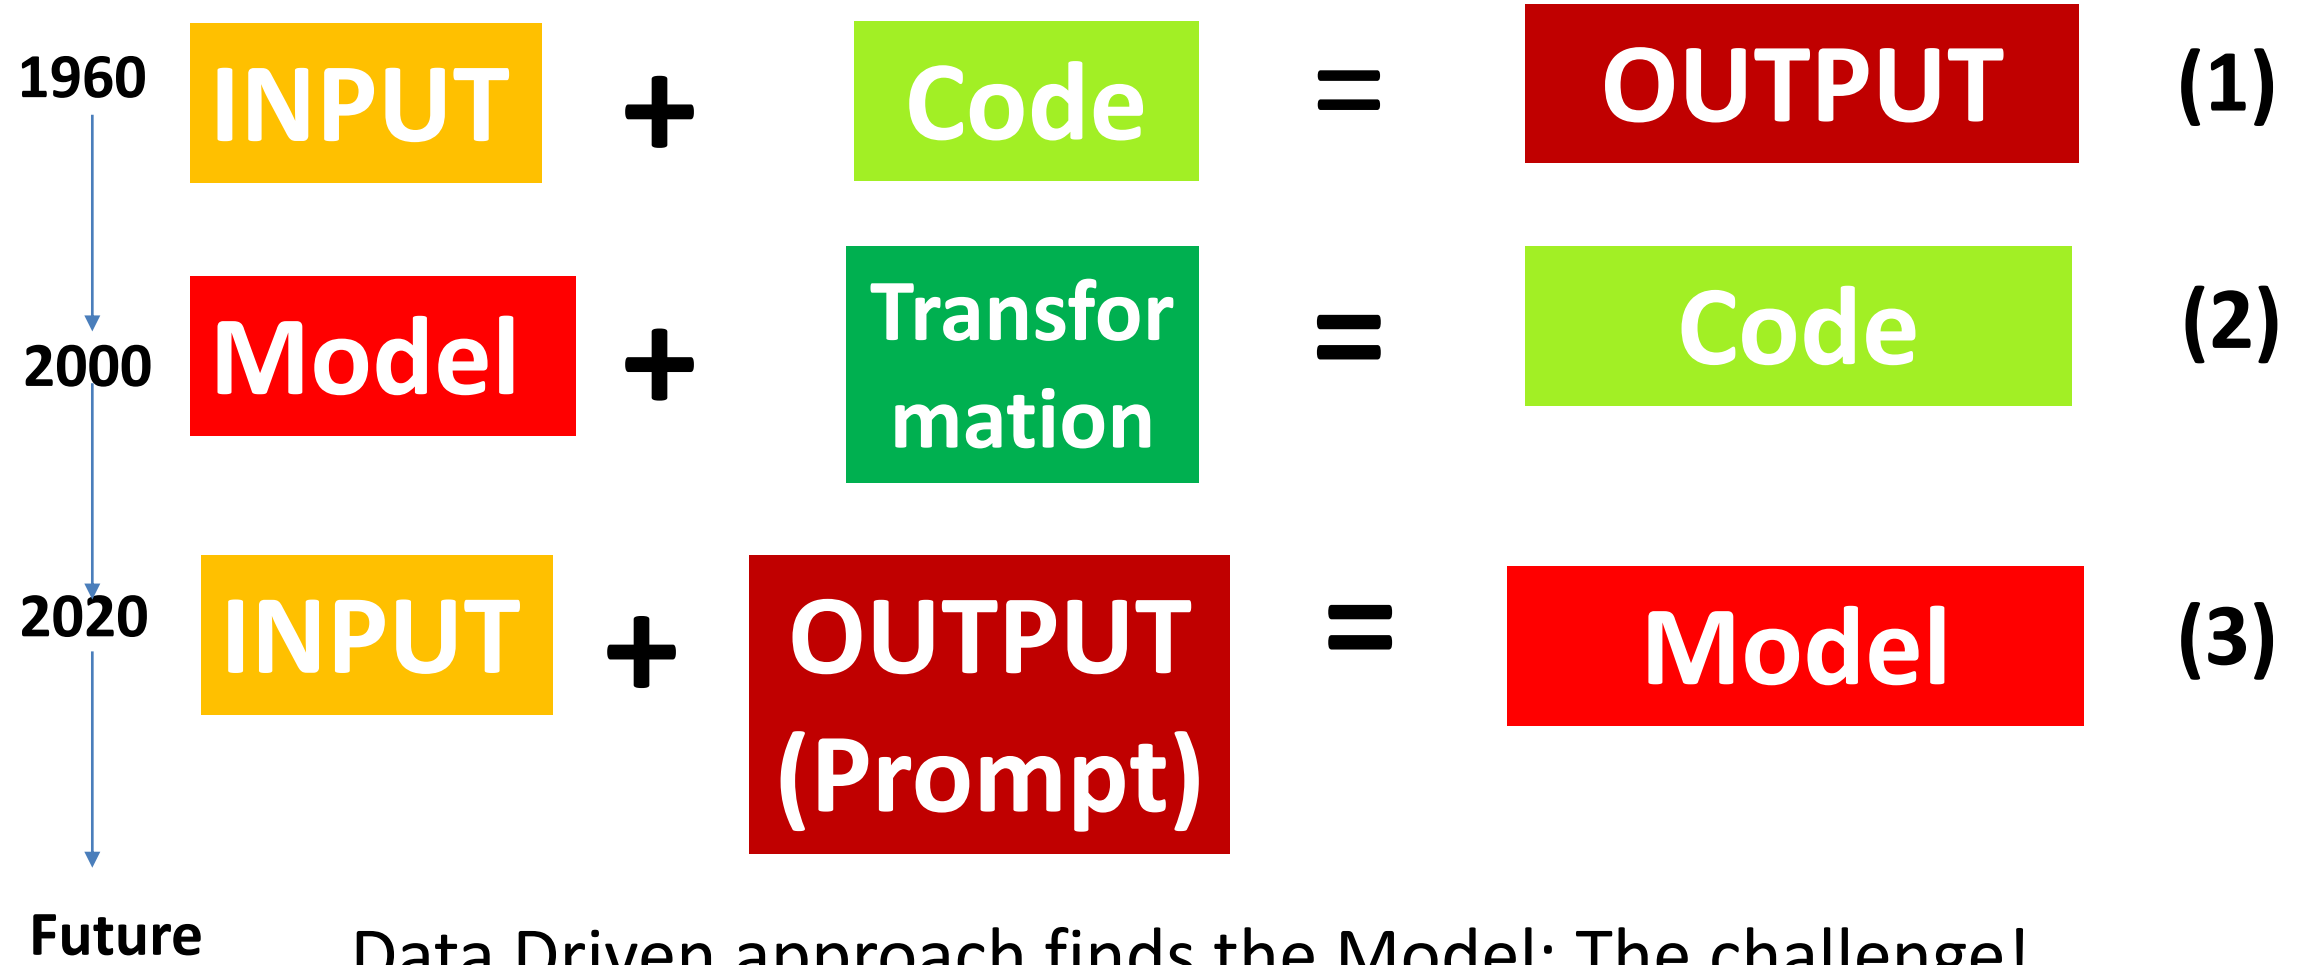 1960 INPUT + Code = OUTPUT (1)
2000 Model + Transfor = Code (2)
mation
2020 INPUT + OUTPUT = Model (3)
(Prompt)
Future Data Driven approach finds the Model: The challenge!